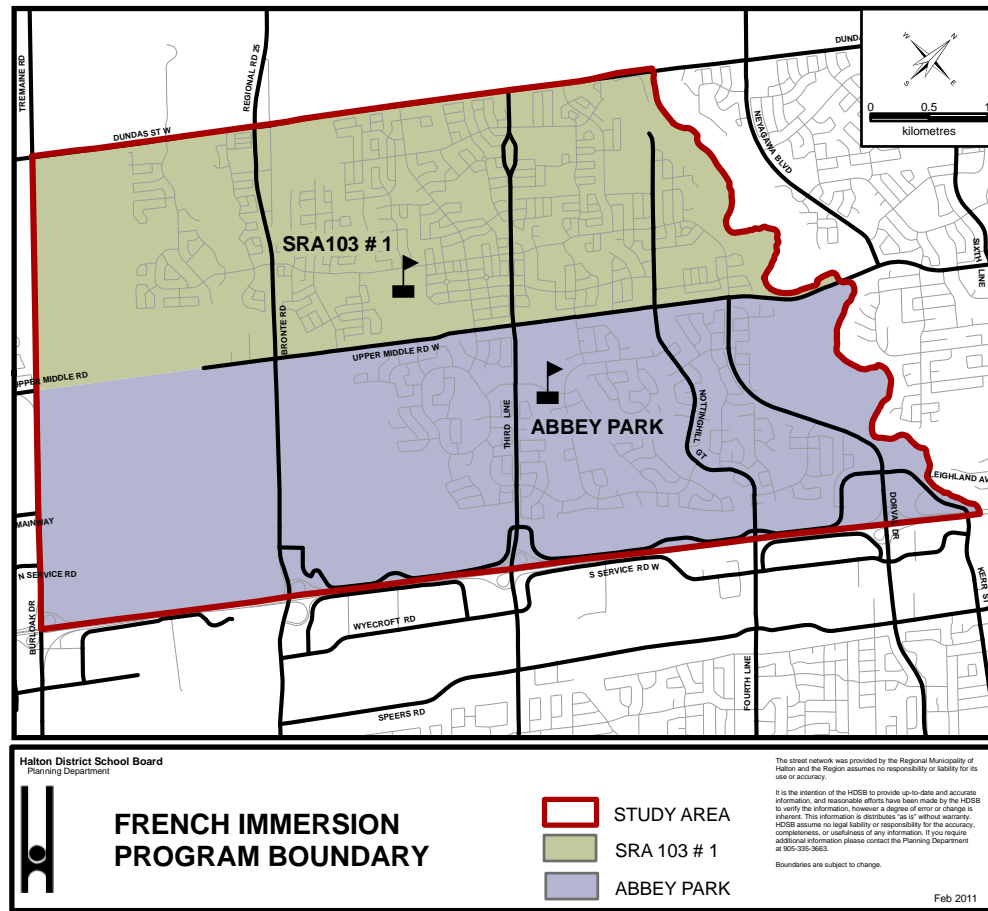 TREMAINE RD
REGIONAL RD 25
DUNDAS ST W
NEYAGAWA BLVD
W
N
S
E
0 0.5
kilometres
SIXTH LINE
SRA103 # 1
BRONTE RD
UPPER MIDDLE RD W
UPPER MIDDLE RD
THIRD LINE
ABBEY PARK
NOTTINGHILL GT
LEIGHLAND AV
DORVAL DR
MAINWAY
N SERVICE RD
BURLOAK DR
S SERVICE RD W
WYECROFT RD
KERR ST
FOURTH LINE
SPEERS RD
Halton District School Board
Planning Department
FRENCH IMMERSION
PROGRAM BOUNDARY
STUDY AREA
SRA 103 # 1
ABBEY PARK
The street network was provided by the Regional Municipality of
Halton and the Region assumes no responsibility or liability for its
use or accuracy.
It is the intention of the HDSB to provide up-to-date and accurate
information, and reasonable efforts have been made by the HDSB
to verify the information, however a degree of error or change is
inherent. This information is distributes "as is" without warranty.
HDSB assume no legal liability or responsibility for the accuracy,
completeness, or usefulness of any information. If you require
additional information please contact the Planning Department
at 905-335-3663.
Boundaries are subject to change.
Feb 2011